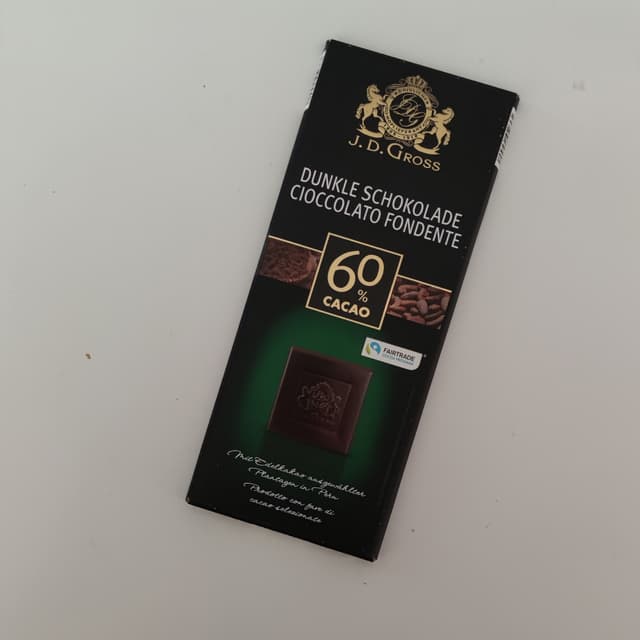 J. D. GROSS
DUNKLE SCHOKOLADE
CIOCCOLATO FONDENTE
60
%
CACAO
FAIRTRADE
Mit Edelkakao ausgewählter
Plantagen in Peru
Prodotto con fave di
cacao selezionate